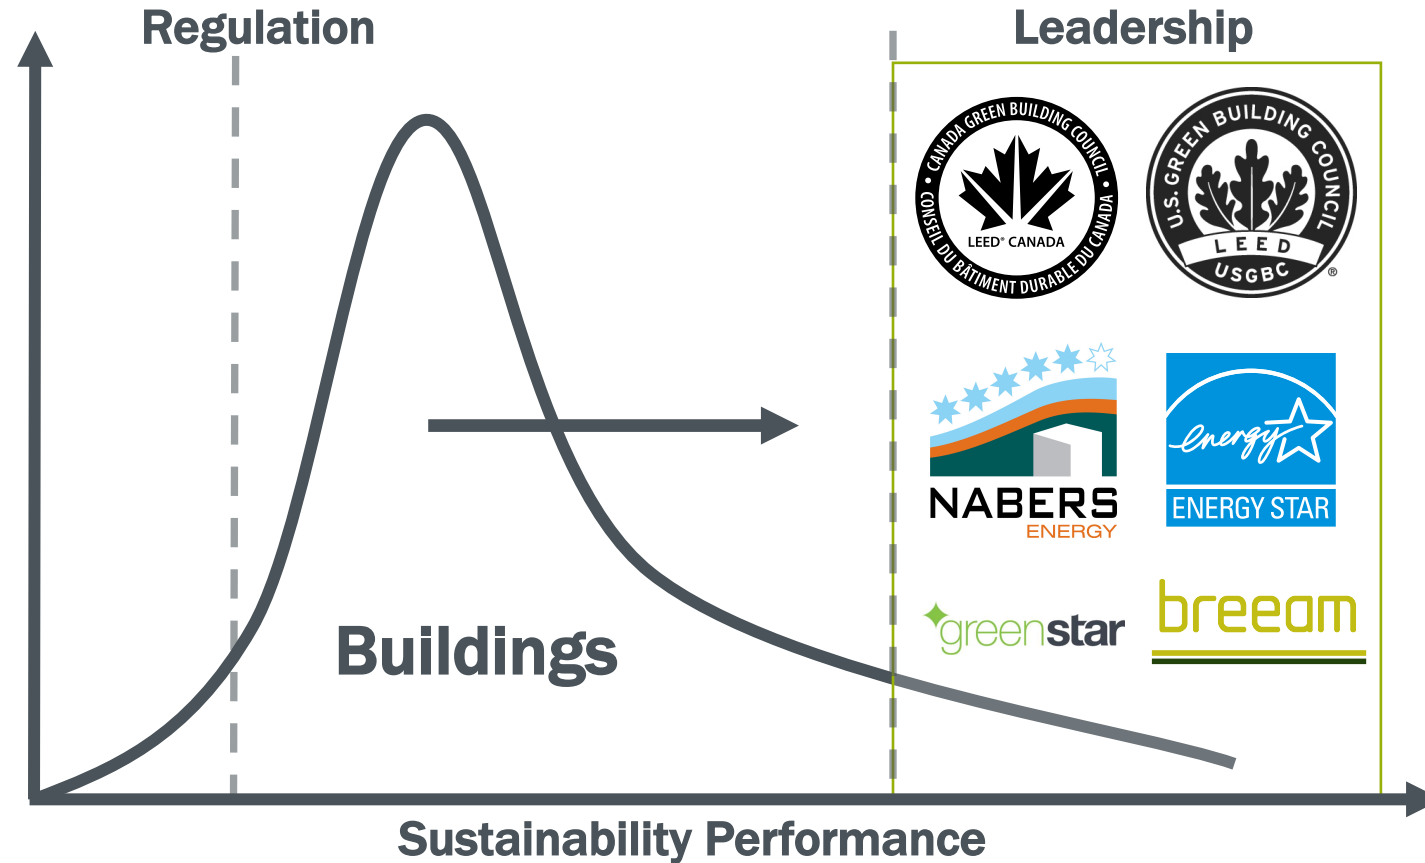 Regulation
Leadership
• CANADA GREEN BUILDING COUNCIL •
CONSEIL DU BÂTIMENT DURABLE DU CANADA
LEED® CANADA
U.S. GREEN BUILDING COUNCIL
LEED
USGBC
®
NABERS
ENERGY
energy
ENERGY STAR
Buildings
greenstar
breeam
Sustainability Performance